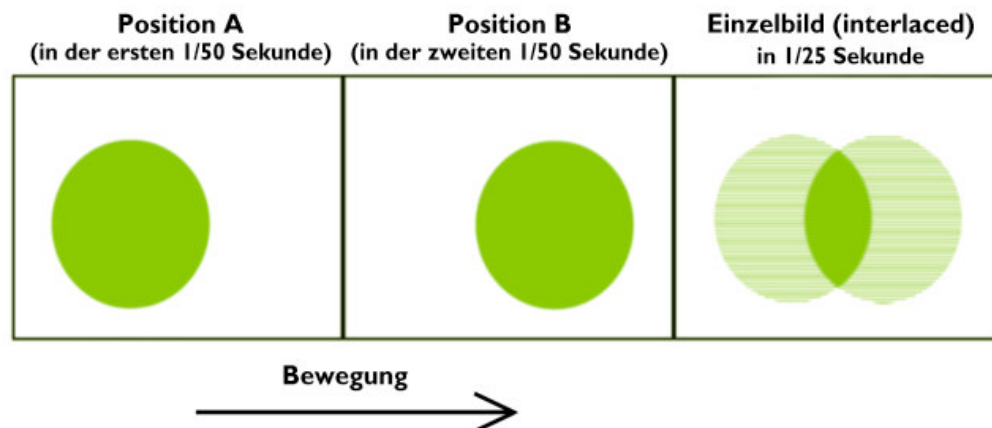 Position A
(in der ersten 1/50 Sekunde)
Position B
(in der zweiten 1/50 Sekunde)
Einzelbild (interlaced)
in 1/25 Sekunde
Bewegung